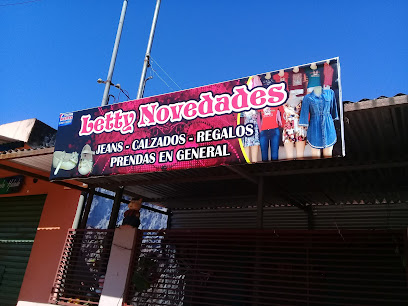 Letty Novedades
JEANS - CALZADOS - REGALOS
PRENDAS EN GENERAL